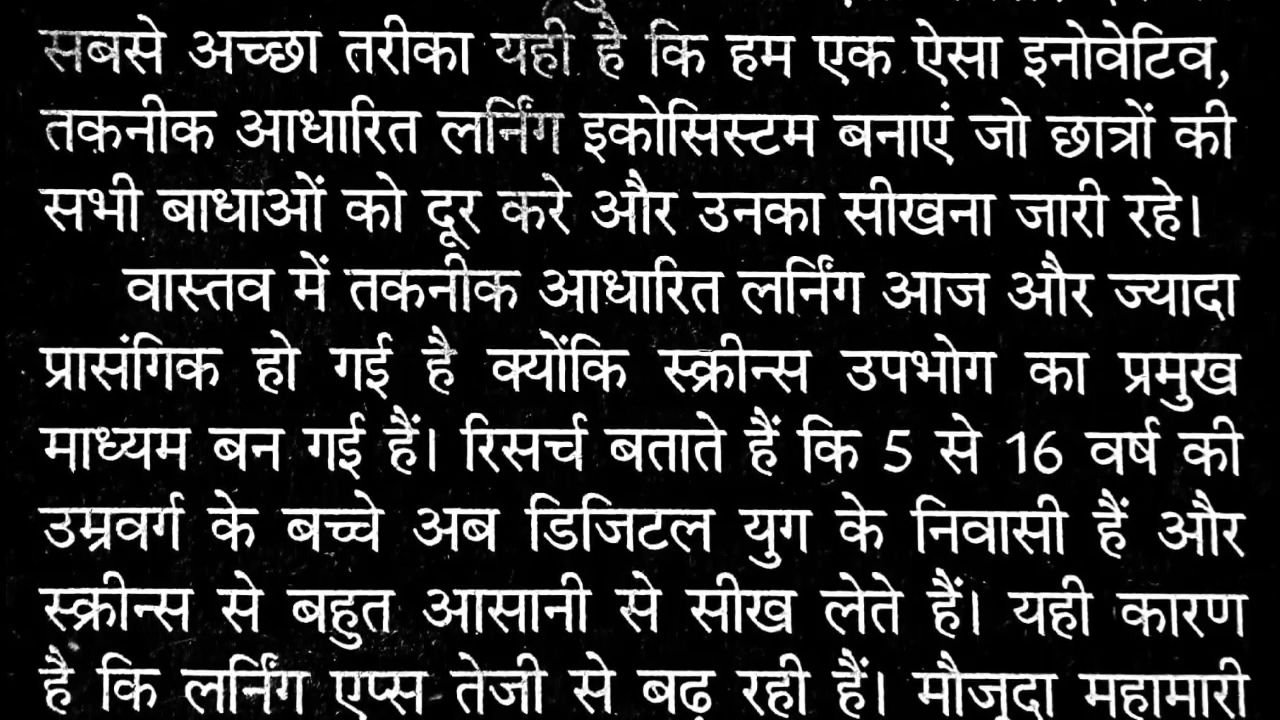 सबसे अच्छा तरीका यही है कि हम एक ऐसा इनोवेटिव,
तकनीक आधारित लर्निंग इकोसिस्टम बनाएं जो छात्रों की
सभी बाधाओं को दूर करे और उनका सीखना जारी रहे।
वास्तव में तकनीक आधारित लर्निंग आज और ज्यादा
प्रासंगिक हो गई है क्योंकि स्क्रीन्स उपभोग का प्रमुख
माध्यम बन गई हैं। रिसर्च बताते हैं कि 5 से 16 वर्ष की
उम्रवर्ग के बच्चे अब डिजिटल युग के निवासी हैं और
स्क्रीन्स से बहुत आसानी से सीख लेते हैं। यही कारण
है कि लर्निंग एप्स तेजी से बढ़ रही हैं। मौजूदा महामारी